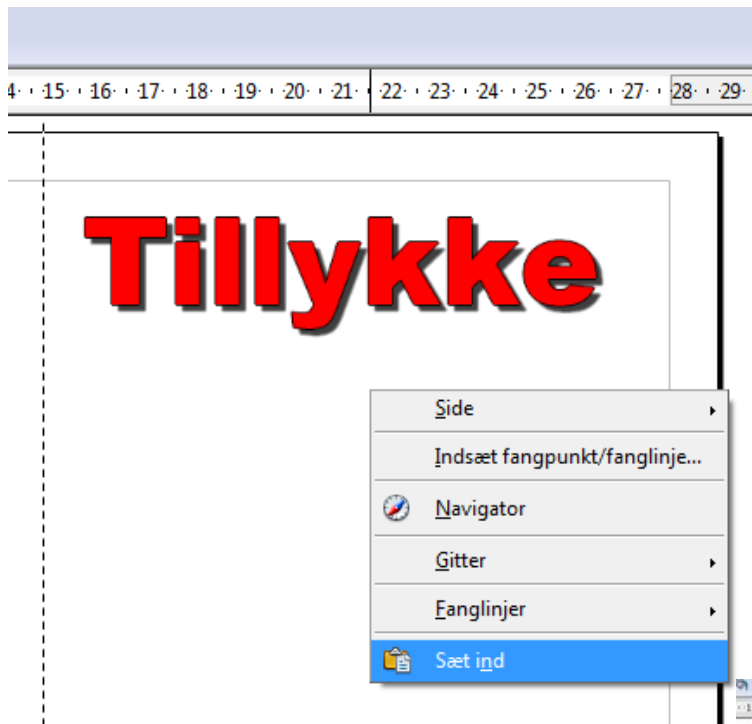 4 · 15 · 16 · 17 · 18 · 19 · 20 · 21 · 22 · 23 · 24 · 25 · 26 · 27 · 28 · 29
Tillykke
Side
Indsæt fangpunkt/fanglinje...
Navigator
Gitter
Fanglinjer
Sæt ind